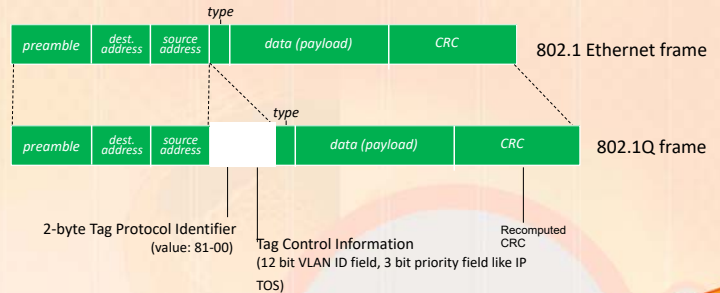 type
preamble
dest.
address
source
address
data (payload)
CRC
802.1 Ethernet frame
type
preamble
dest.
address
source
address
data (payload)
CRC
802.1Q frame
2-byte Tag Protocol Identifier
(value: 81-00)
Tag Control Information
(12 bit VLAN ID field, 3 bit priority field like IP
TOS)
Recomputed
CRC